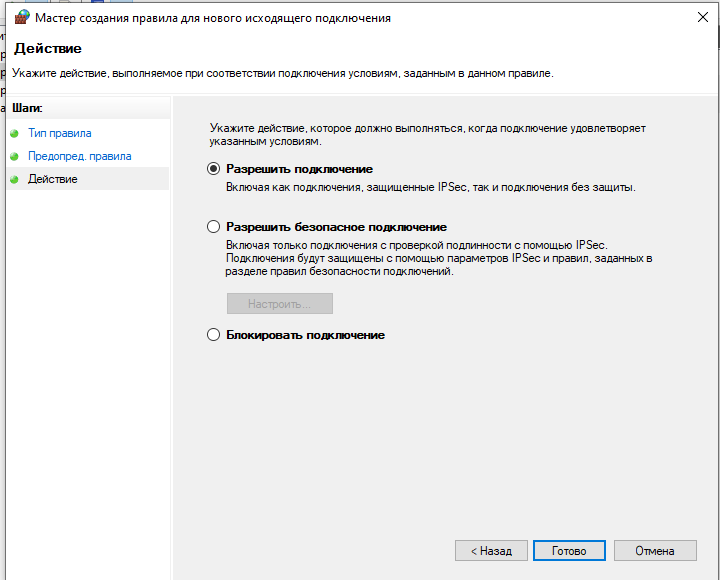 Мастер создания правила для нового исходящего подключения
Действие
Укажите действие, выполняемое при соответствии подключения условиям, заданным в данном правиле.
Шаги:
Тип правила
Предопред. правила
Действие
Укажите действие, которое должно выполняться, когда подключение удовлетворяет
указанным условиям.
Разрешить подключение
Включая как подключения, защищенные IPSec, так и подключения без защиты.
Разрешить безопасное подключение
Включая только подключения с проверкой подлинности с помощью IPSec.
Подключения будут защищены с помощью параметров IPSec и правил, заданных в
разделе правил безопасности подключений.
Настроить...
Блокировать подключение
< Назад
Готово
Отмена